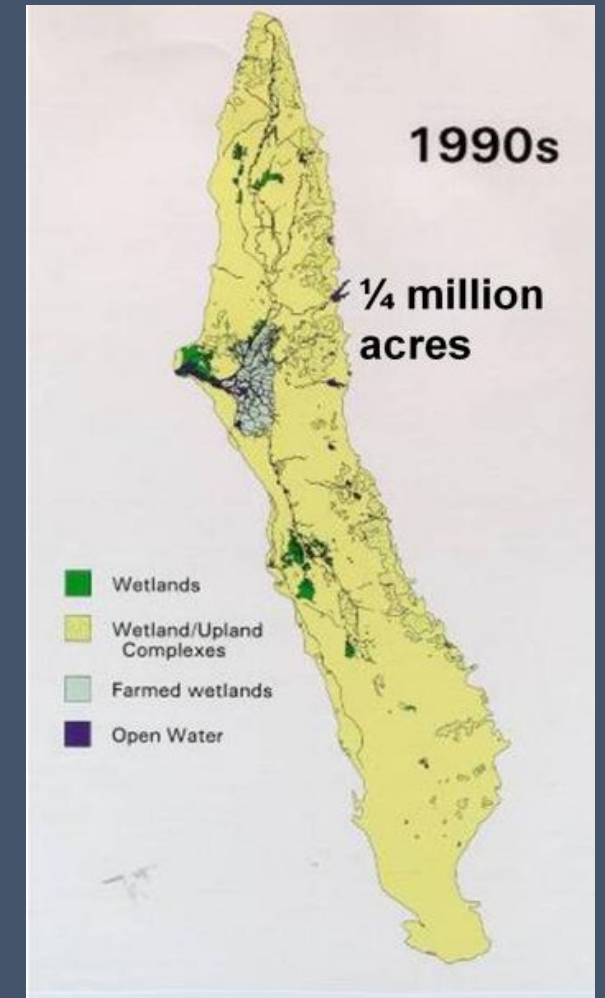 1990s
¼ million
acres
Wetlands
Wetland/Upland
Complexes
Farmed wetlands
Open Water